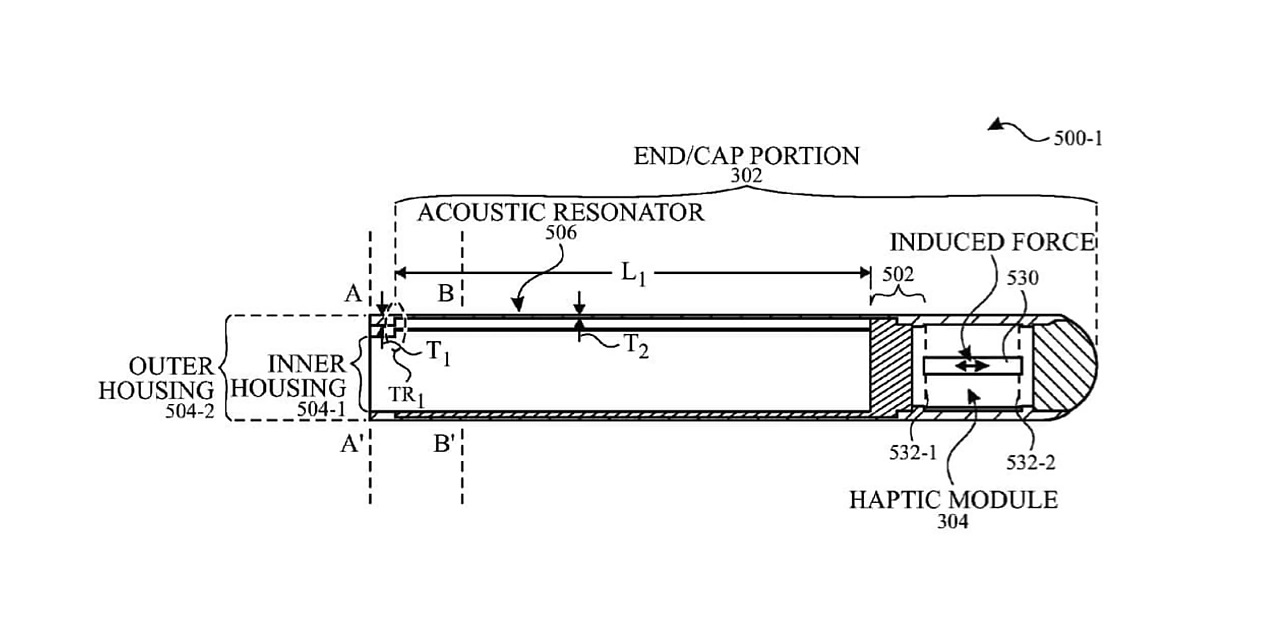 500-1
END/CAP PORTION
302
ACOUSTIC RESONATOR
506
INDUCED FORCE
L1
502
530
A
B
T1
T2
OUTER
HOUSING
504-2
INNER
HOUSING
504-1
TR1
A'
B'
532-1
532-2
HAPTIC MODULE
304